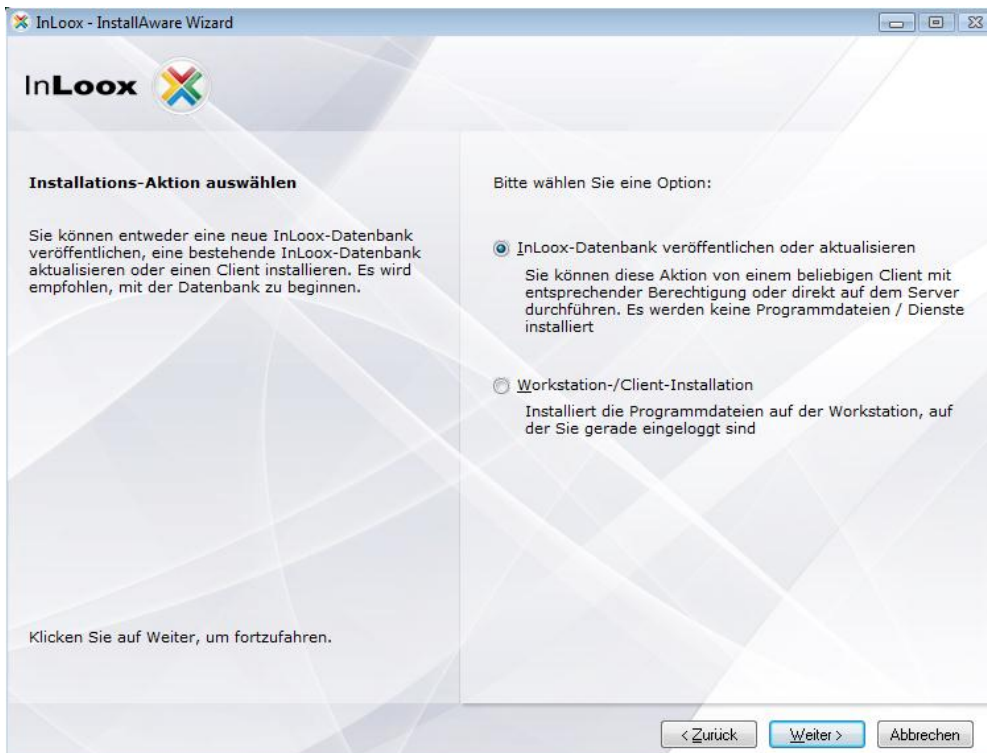 InLoox - InstallAware Wizard
InLoox
Installations-Aktion auswählen
Sie können entweder eine neue InLoox-Datenbank
veröffentlichen, eine bestehende InLoox-Datenbank
aktualisieren oder einen Client installieren. Es wird
empfohlen, mit der Datenbank zu beginnen.
Klicken Sie auf Weiter, um fortzufahren.
Bitte wählen Sie eine Option:
InLoox-Datenbank veröffentlichen oder aktualisieren
Sie können diese Aktion von einem beliebigen Client mit
entsprechender Berechtigung oder direkt auf dem Server
durchführen. Es werden keine Programmdateien / Dienste
installiert
Workstation-/Client-Installation
Installiert die Programmdateien auf der Workstation, auf
der Sie gerade eingeloggt sind
< Zurück
Weiter >
Abbrechen